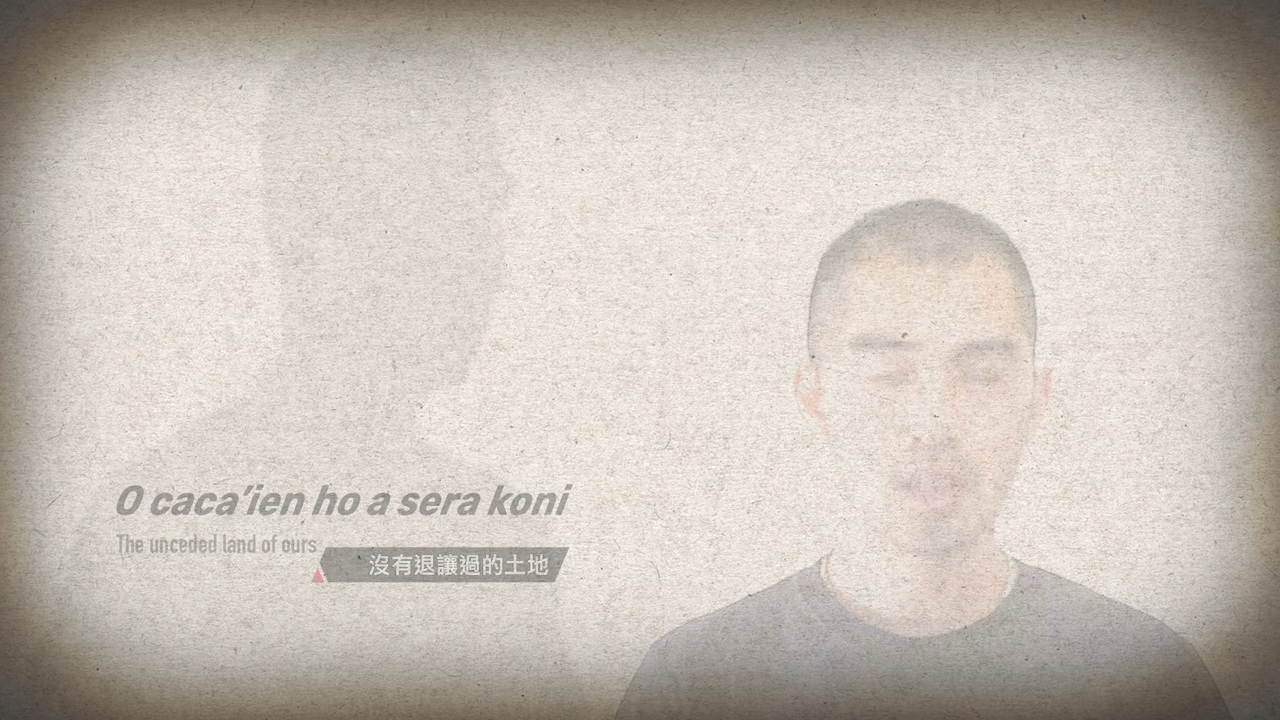 O caca'ien ho a sera koni
The unceded land of ours
沒有退讓過的土地